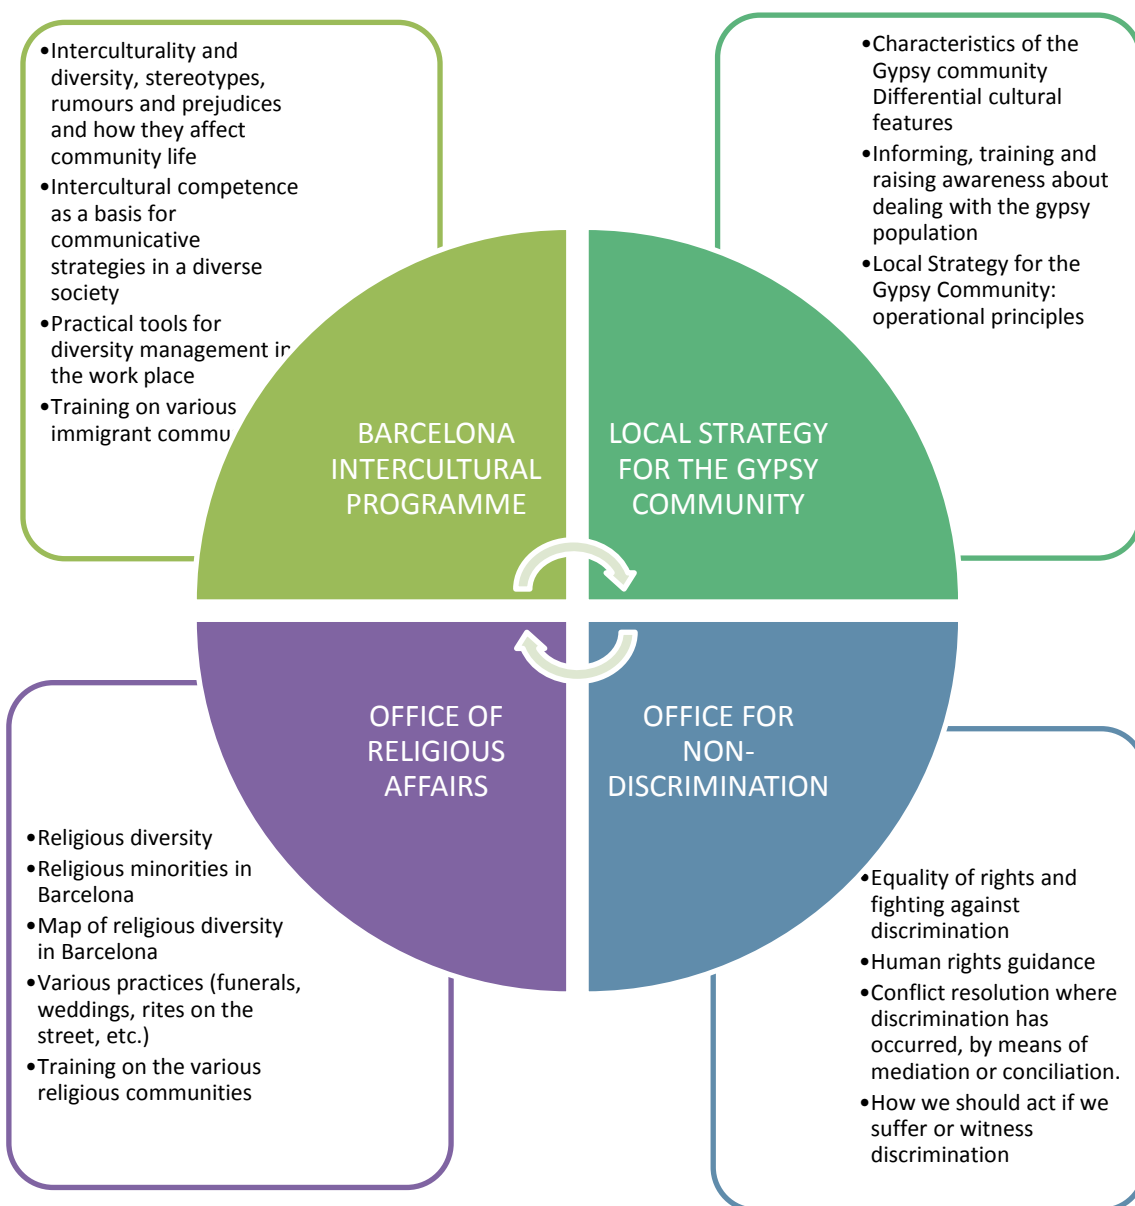 •Interculturality and
diversity, stereotypes,
rumours and prejudices
and how they affect
community life
•Intercultural competence
as a basis for
communicative
strategies in a diverse
society
•Practical tools for
diversity management in
the work place
•Training on various
immigrant commu
•Characteristics of the
Gypsy community
Differential cultural
features
•Informing, training and
raising awareness about
dealing with the gypsy
population
•Local Strategy for the
Gypsy Community:
operational principles
BARCELONA
INTERCULTURAL
PROGRAMME
LOCAL STRATEGY
FOR THE GYPSY
COMMUNITY
OFFICE OF
RELIGIOUS
AFFAIRS
OFFICE FOR
NON-
DISCRIMINATION
•Religious diversity
•Religious minorities in
Barcelona
•Map of religious diversity
in Barcelona
•Various practices (funerals,
weddings, rites on the
street, etc.)
•Training on the various
religious communities
•Equality of rights and
fighting against
discrimination
•Human rights guidance
•Conflict resolution where
discrimination has
occurred, by means of
mediation or conciliation.
•How we should act if we
suffer or witness
discrimination